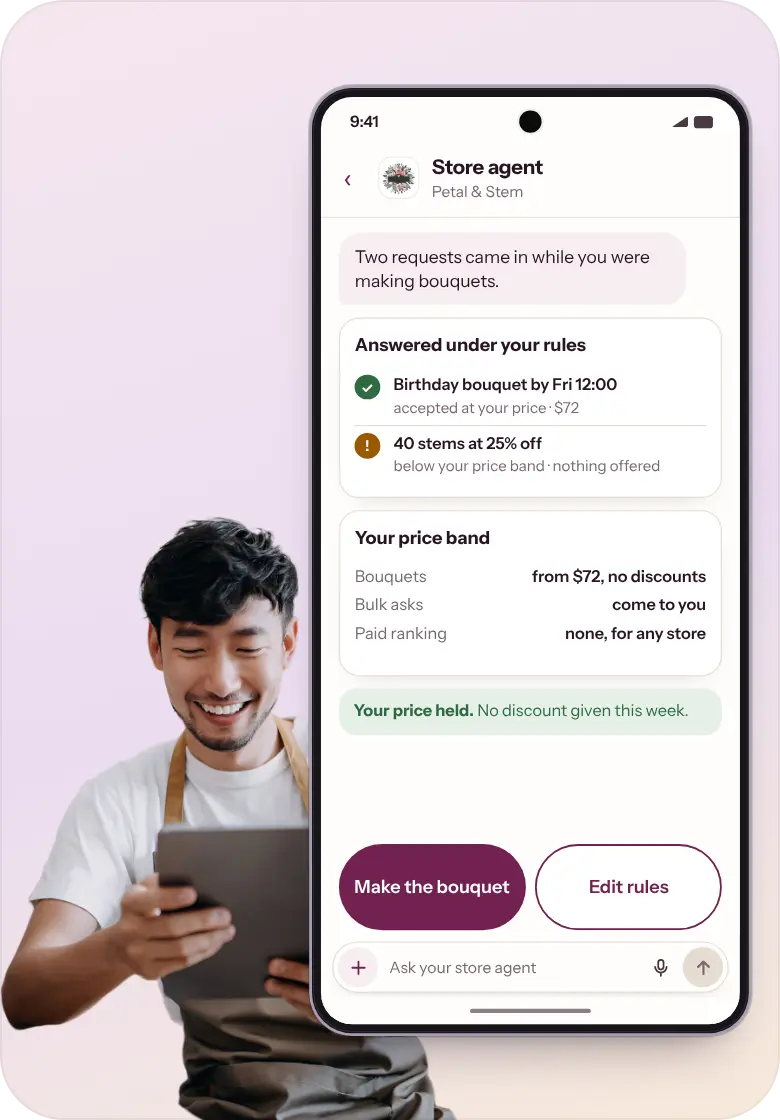 9:41
‹
Store agent
Petal & Stem
Two requests came in while you were
making bouquets.
Answered under your rules
Birthday bouquet by Fri 12:00
accepted at your price · $72
!
40 stems at 25% off
below your price band · nothing offered
Your price band
Bouquets from $72, no discounts
Bulk asks come to you
Paid ranking none, for any store
Your price held. No discount given this week.
Make the bouquet Edit rules
+ Ask your store agent